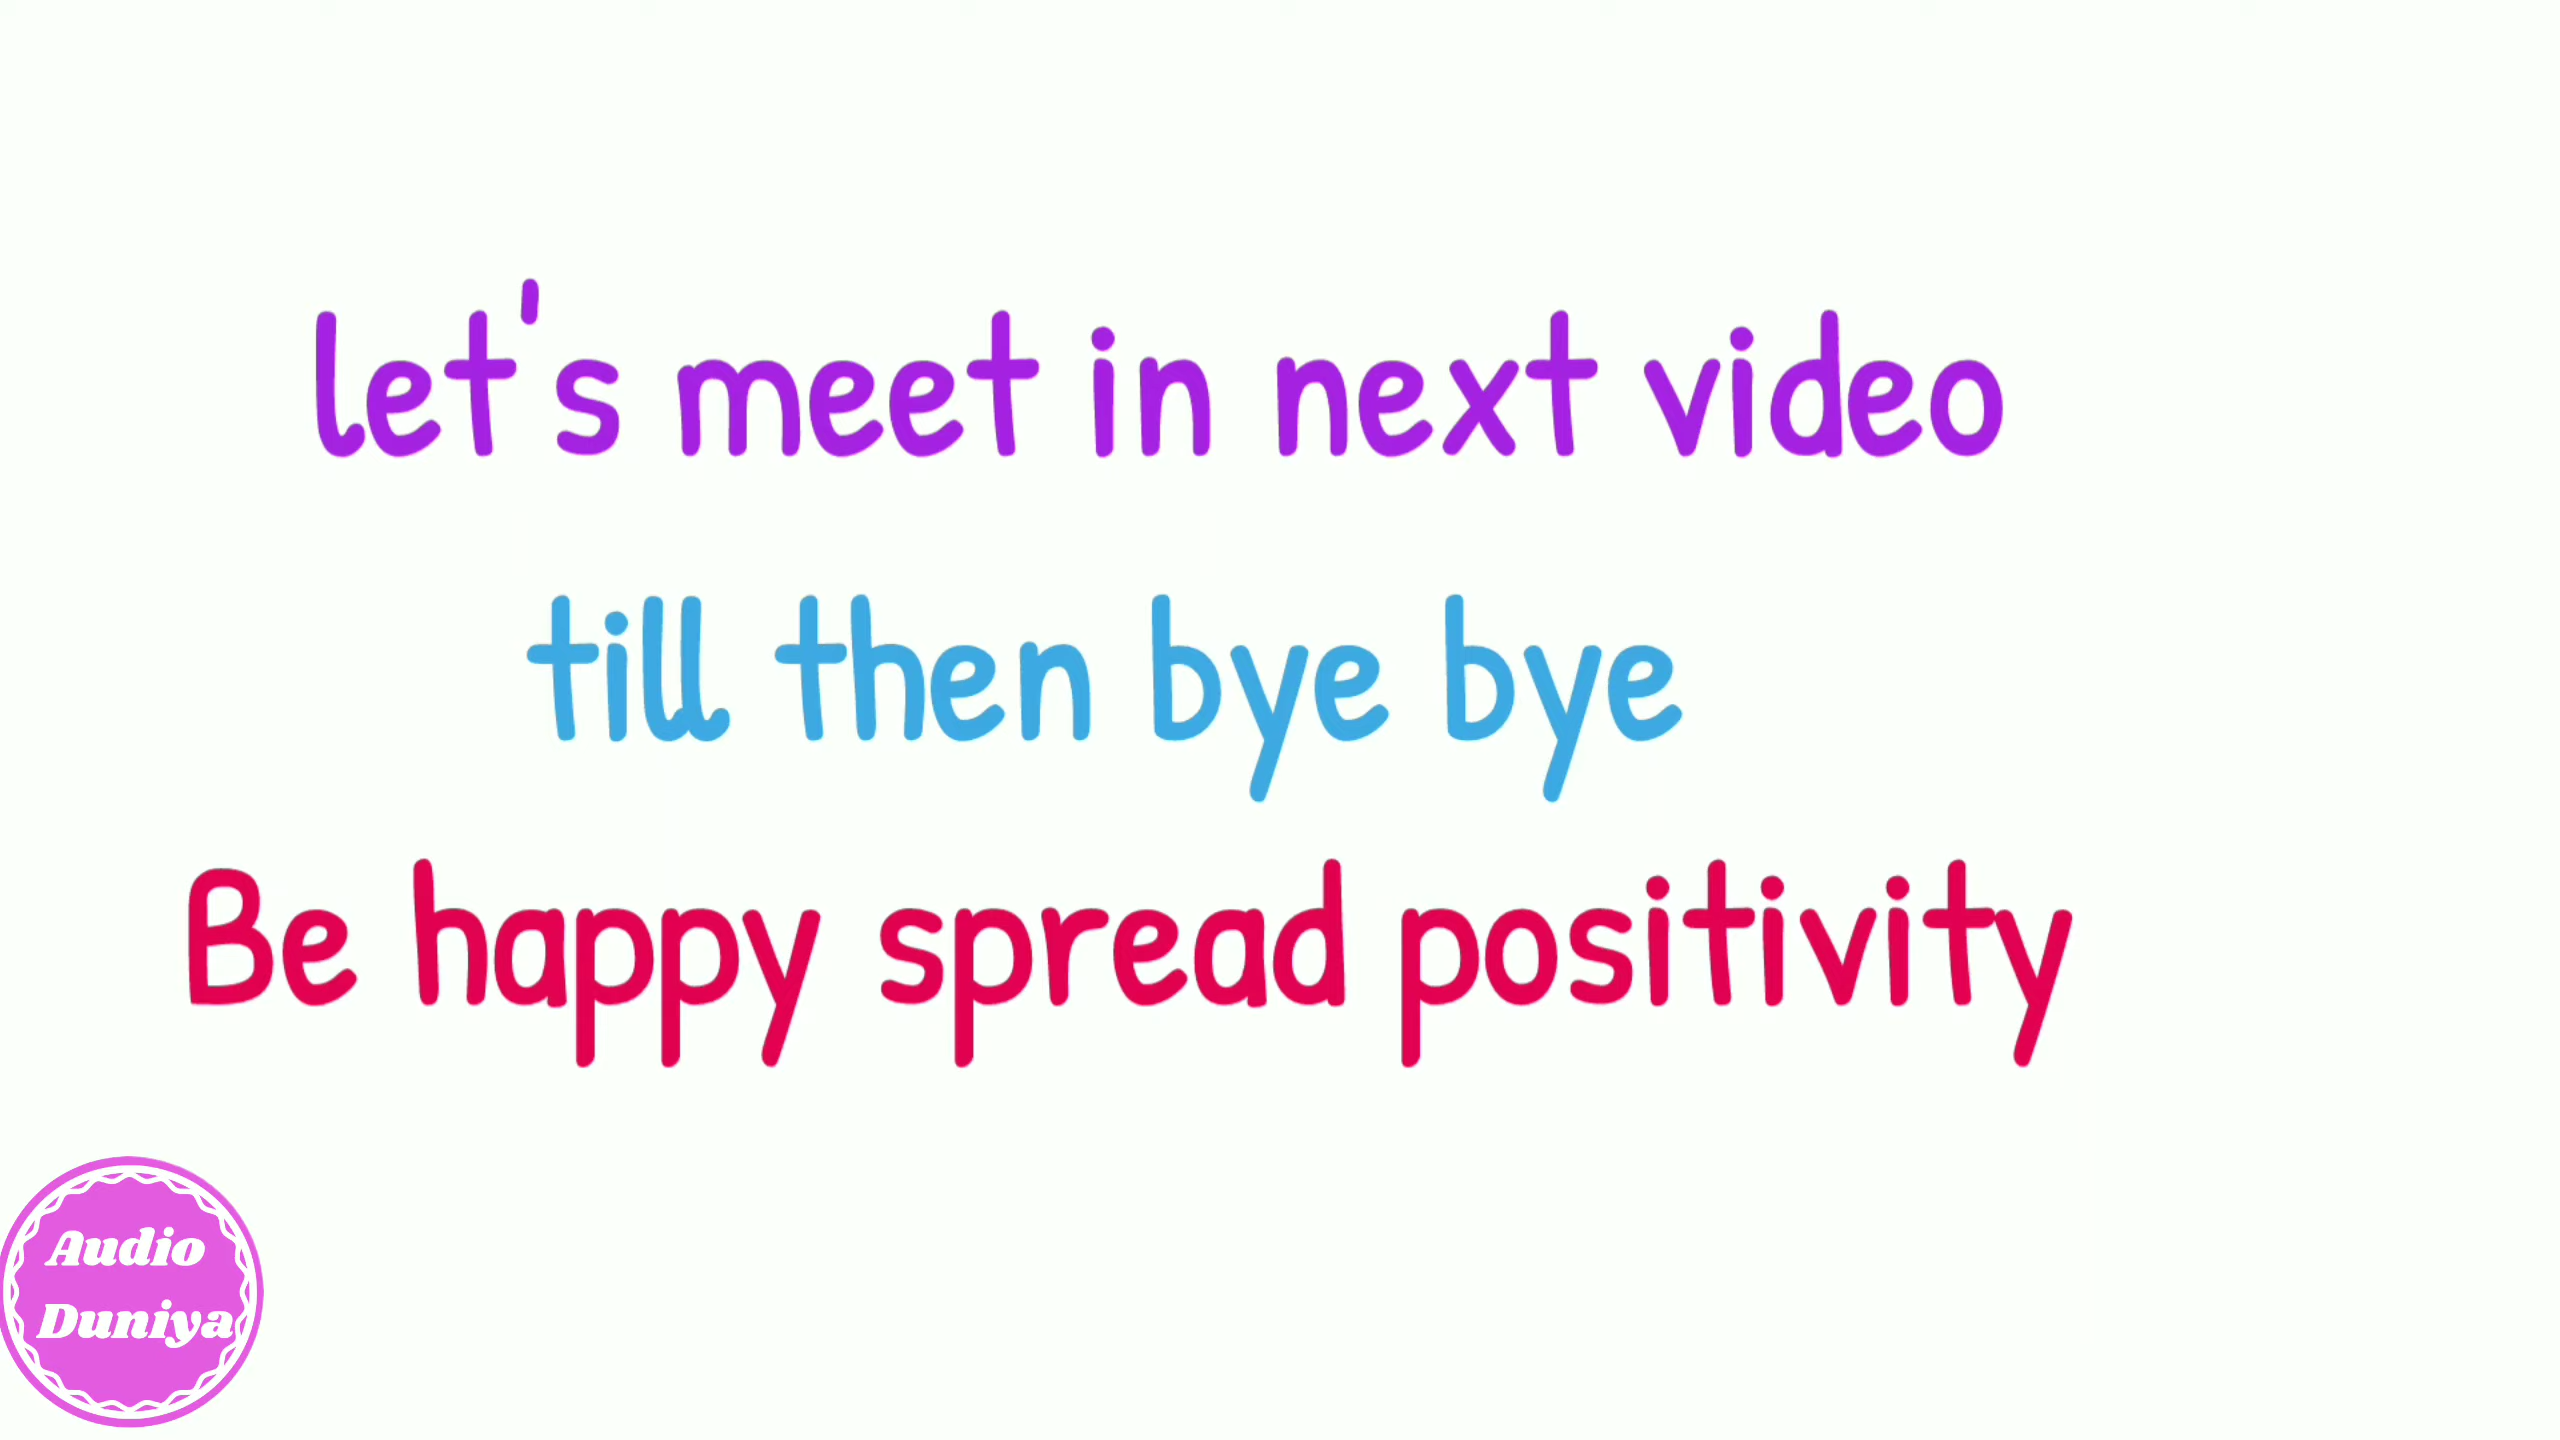 let's meet in next video
till then bye bye
Be happy spread positivity
Audio
Duniya